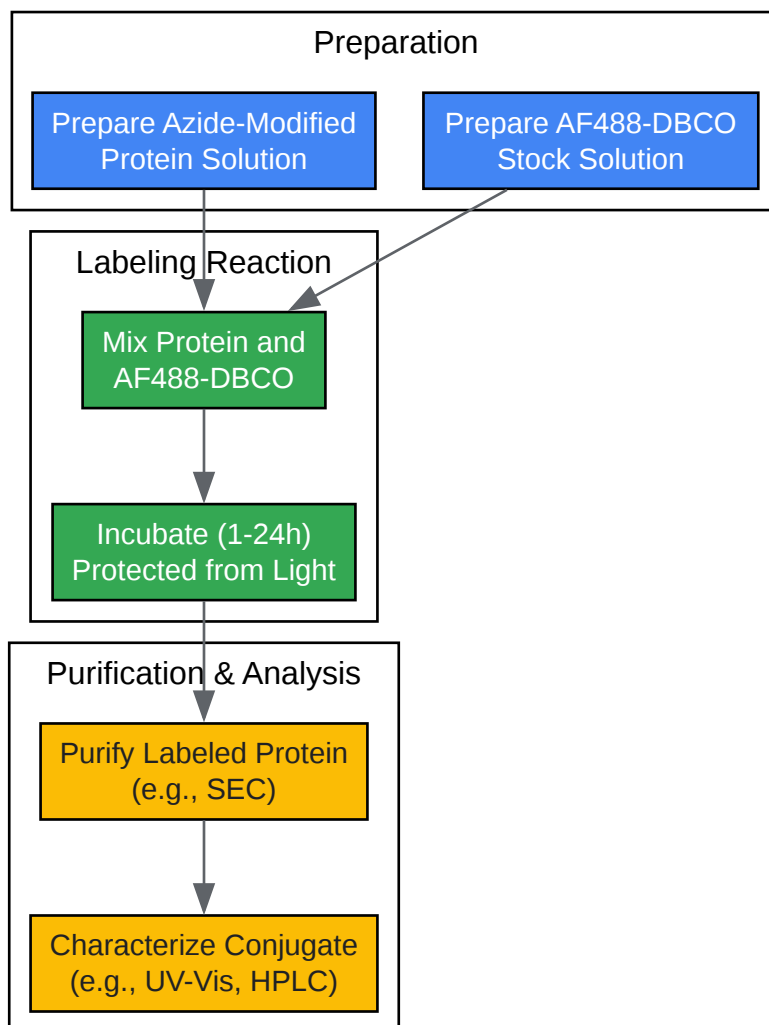 Preparation
Prepare Azide-Modified
Protein Solution
Prepare AF488-DBCO
Stock Solution
Labeling Reaction
Mix Protein and
AF488-DBCO
Incubate (1-24h)
Protected from Light
Purification & Analysis
Purify Labeled Protein
(e.g., SEC)
Characterize Conjugate
(e.g., UV-Vis, HPLC)